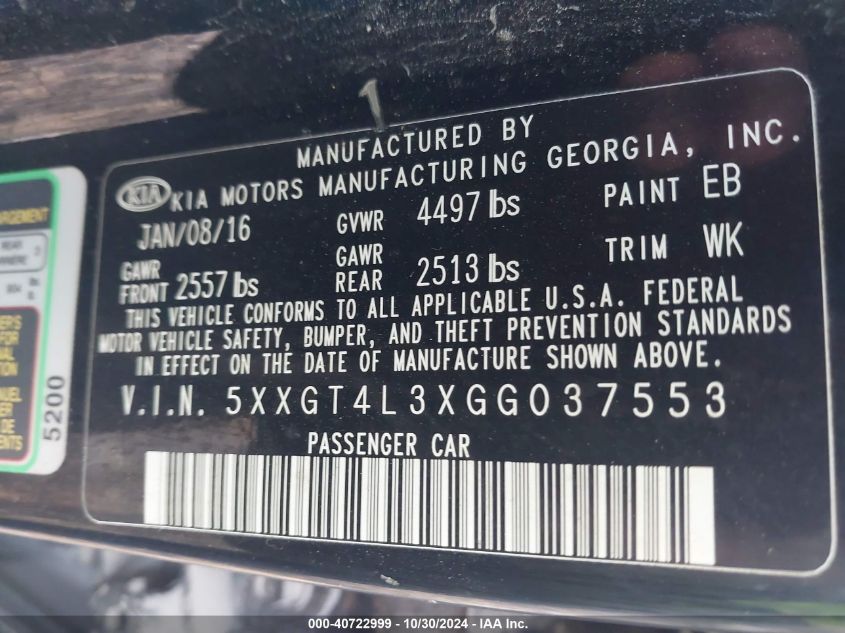 1
MANUFACTURED BY
KIA KIA MOTORS MANUFACTURING GEORGIA, INC.
JAN/08/16 GVWR 4497 lbs PAINT EB
GAWR FRONT 2557 lbs GAWR REAR 2513 lbs TRIM WK
THIS VEHICLE CONFORMS TO ALL APPLICABLE U.S.A. FEDERAL
MOTOR VEHICLE SAFETY, BUMPER, AND THEFT PREVENTION STANDARDS
IN EFFECT ON THE DATE OF MANUFACTURE SHOWN ABOVE.
V.I.N. 5XXGT4L3XGG037553
PASSENGER CAR
REAR
5200
000-40722999 - 10/30/2024 - IAA Inc.